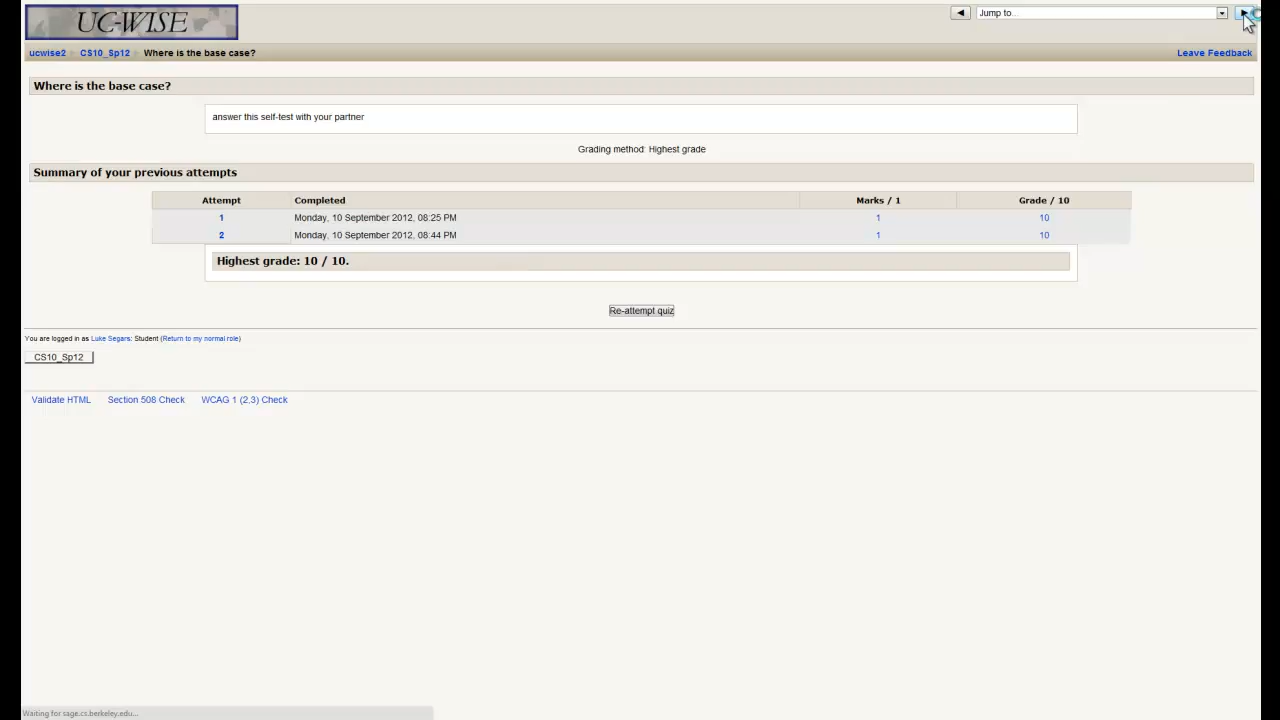 UC-WISE
Jump to...
ucwise2 CS10_Sp12 Where is the base case? Leave Feedback
Where is the base case?
answer this self-test with your partner
Grading method: Highest grade
Summary of your previous attempts
Attempt Completed Marks / 1 Grade / 10
1 Monday, 10 September 2012, 08:25 PM 1 10
2 Monday, 10 September 2012, 08:44 PM 1 10
Highest grade: 10 / 10.
Re-attempt quiz
You are logged in as Luke Segars: Student (Return to my normal role)
CS10_Sp12
Validate HTML Section 508 Check WCAG 1 (2,3) Check
Waiting for sage.cs.berkeley.edu...